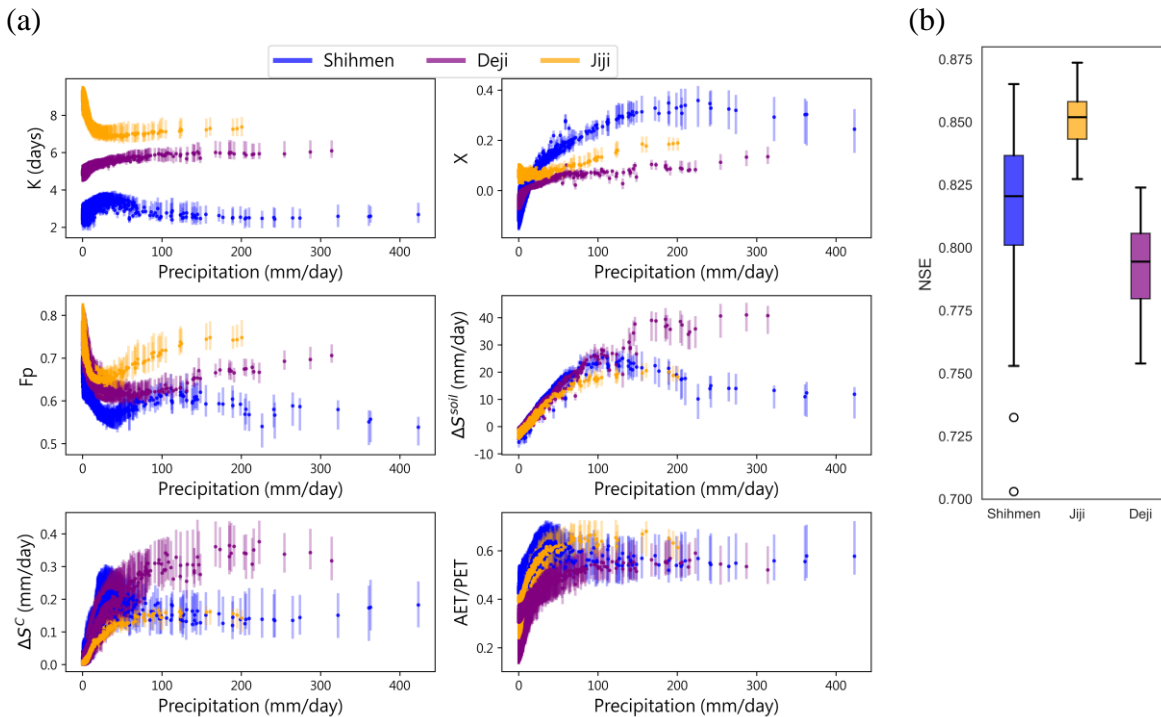 (a)
(b)
Shihmen Deji Jiji
K (days)
8
6
4
2
0 100 200 300 400
Precipitation (mm/day)
X
0.4
0.2
0.0
0 100 200 300 400
Precipitation (mm/day)
Fp
0.8
0.7
0.6
0.5
0 100 200 300 400
Precipitation (mm/day)
ΔS^soil (mm/day)
40
30
20
10
0
-10
0 100 200 300 400
Precipitation (mm/day)
ΔS^C (mm/day)
0.4
0.3
0.2
0.1
0.0
0 100 200 300 400
Precipitation (mm/day)
AET/PET
0.6
0.4
0.2
0 100 200 300 400
Precipitation (mm/day)
NSE
0.875
0.850
0.825
0.800
0.775
0.750
0.725
0.700
Shihmen Jiji Deji